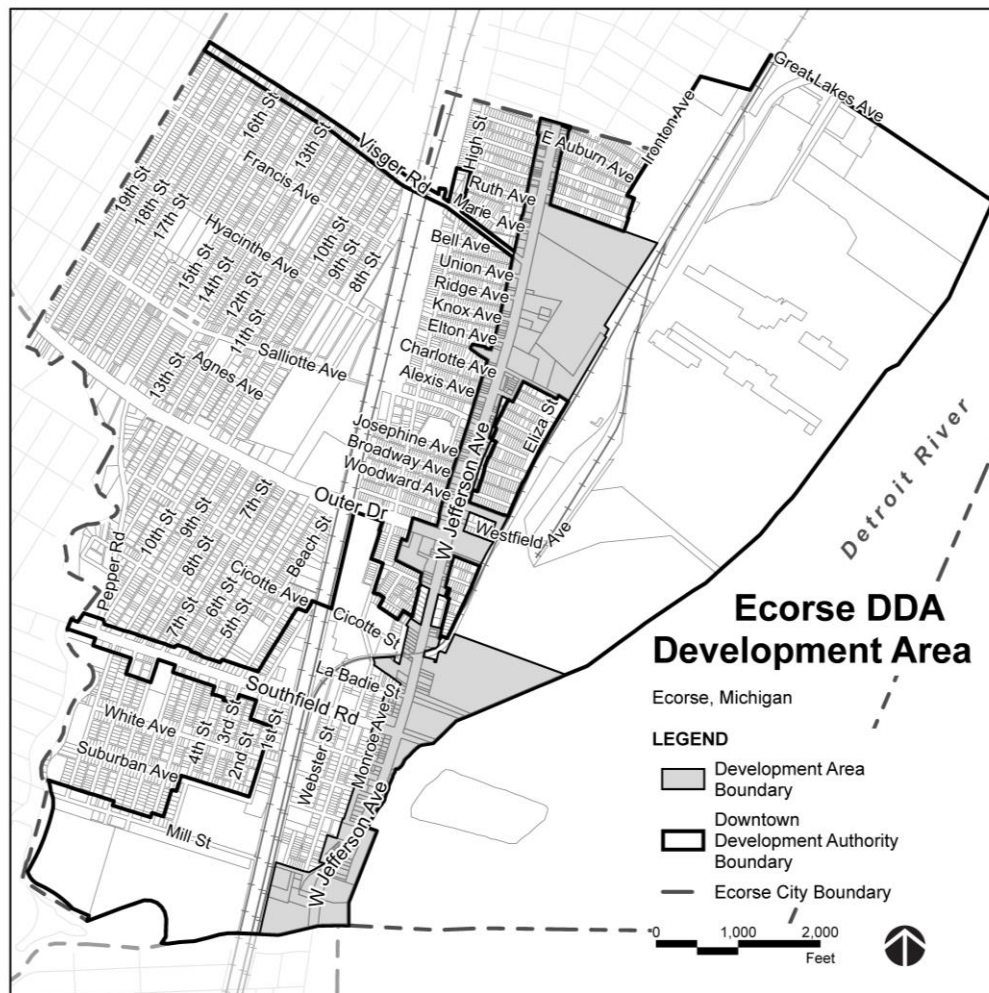 Great Lakes Ave
Ironton Ave
16th St
13th St
Visger Rd
High St
E Auburn Ave
19th St
18th St
17th St
Francis Ave
Ruth Ave
Marie Ave
Hyacinthe Ave
10th St
9th St
8th St
Bell Ave
Union Ave
Ridge Ave
Knox Ave
Elton Ave
15th St
14th St
12th St
11th St
Salliotte Ave
Charlotte Ave
Alexis Ave
13th St
Agnes Ave
Eliza St
Josephine Ave
Broadway Ave
Woodward Ave
W Jefferson Ave
Outer Dr
Westfield Ave
Detroit River
10th St
9th St
8th St
7th St
Beach St
Pepper Rd
Cicotte Ave
7th St
6th St
5th St
Cicotte St
La Badie St
Southfield Rd
White Ave
Suburban Ave
4th St
3rd St
2nd St
1st St
Webster St
Monroe Ave
Mill St
W Jefferson Ave
Ecorse DDA
Development Area
Ecorse, Michigan
LEGEND
Development Area
Boundary
Downtown
Development Authority
Boundary
Ecorse City Boundary
0 1,000 2,000
Feet